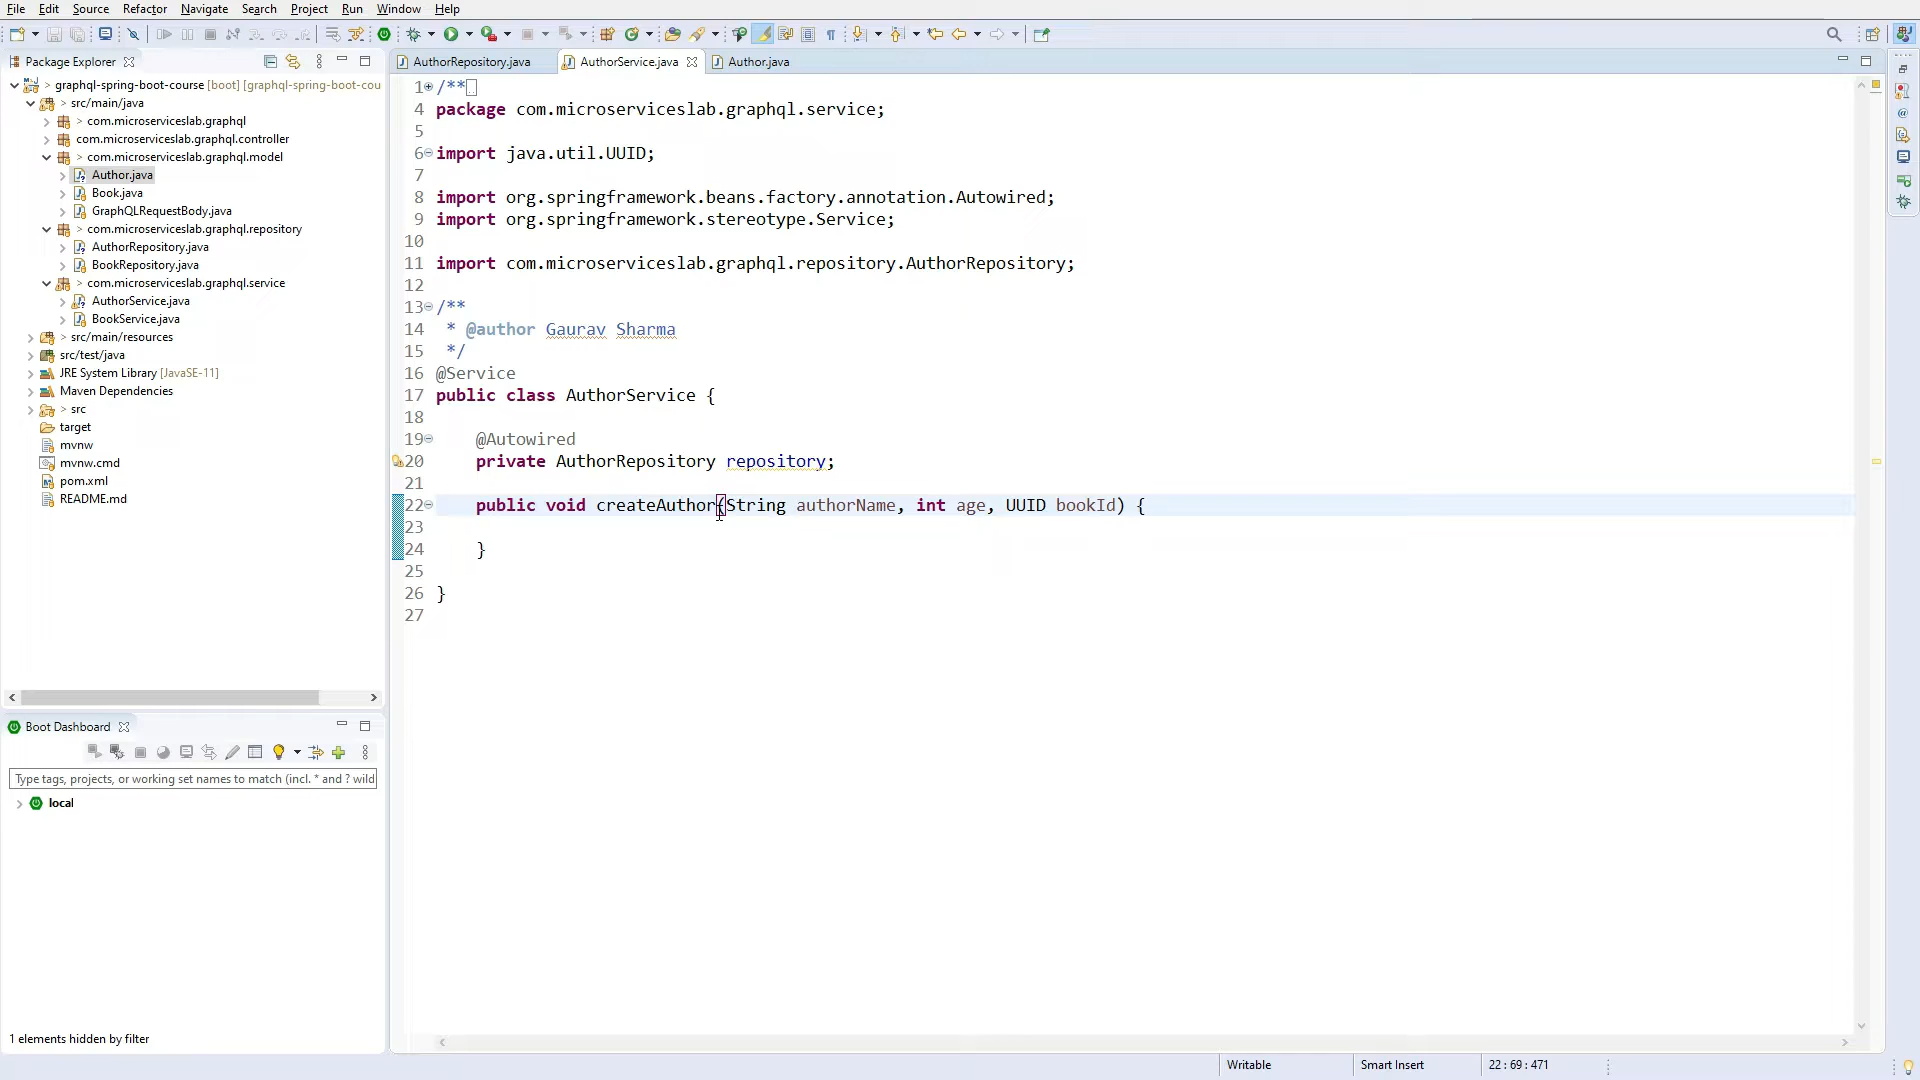 File Edit Source Refactor Navigate Search Project Run Window Help
Package Explorer
> graphql-spring-boot-course [boot] [graphql-spring-boot-cou
> src/main/java
> com.microserviceslab.graphql
com.microserviceslab.graphql.controller
> com.microserviceslab.graphql.model
Author.java
Book.java
GraphQLRequestBody.java
> com.microserviceslab.graphql.repository
AuthorRepository.java
BookRepository.java
> com.microserviceslab.graphql.service
AuthorService.java
BookService.java
> src/main/resources
src/test/java
JRE System Library [JavaSE-11]
Maven Dependencies
> src
target
mvnw
mvnw.cmd
pom.xml
README.md
Boot Dashboard
Type tags, projects, or working set names to match (incl. * and ? wild
local
1 elements hidden by filter
AuthorRepository.java AuthorService.java Author.java
1 /**
4 package com.microserviceslab.graphql.service;
5
6 import java.util.UUID;
7
8 import org.springframework.beans.factory.annotation.Autowired;
9 import org.springframework.stereotype.Service;
10
11 import com.microserviceslab.graphql.repository.AuthorRepository;
12
13 /**
14 * @author Gaurav Sharma
15 */
16 @Service
17 public class AuthorService {
18
19 @Autowired
20 private AuthorRepository repository;
21
22 public void createAuthor(String authorName, int age, UUID bookId) {
23
24 }
25
26 }
27
Writable Smart Insert 22 : 69 : 471